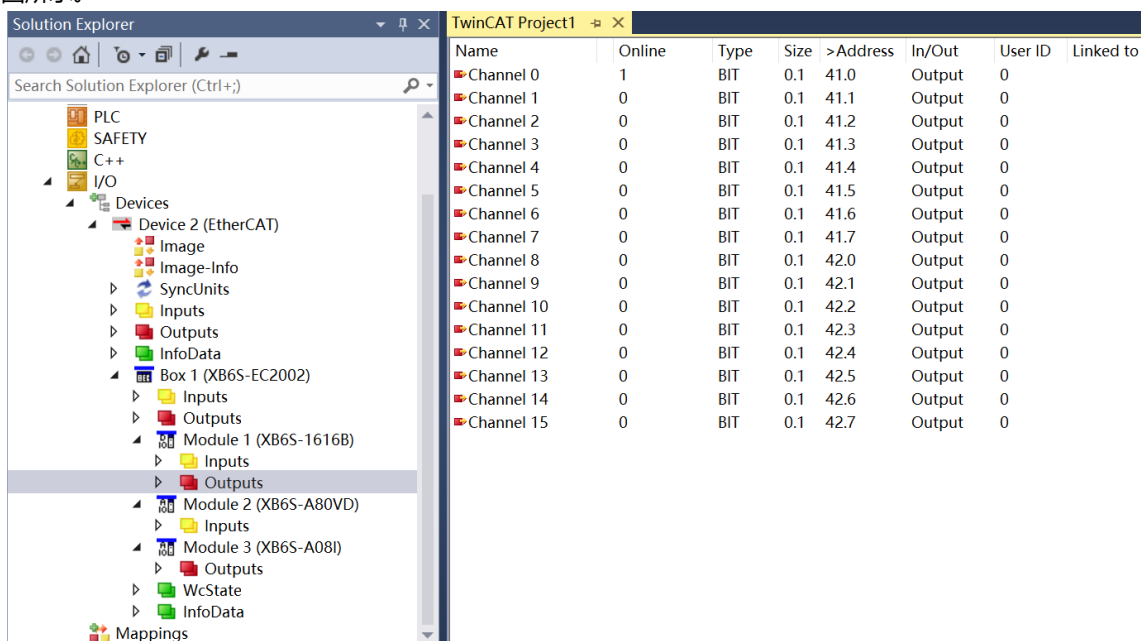 图所示。
Solution Explorer
Search Solution Explorer (Ctrl+;)
PLC
SAFETY
C++
I/O
Devices
Device 2 (EtherCAT)
Image
Image-Info
SyncUnits
Inputs
Outputs
InfoData
Box 1 (XB6S-EC2002)
Inputs
Outputs
Module 1 (XB6S-1616B)
Inputs
Outputs
Module 2 (XB6S-A80VD)
Inputs
Module 3 (XB6S-A08I)
Outputs
WcState
InfoData
Mappings
TwinCAT Project1
Name Online Type Size >Address In/Out User ID Linked to
Channel 0 1 BIT 0.1 41.0 Output 0
Channel 1 0 BIT 0.1 41.1 Output 0
Channel 2 0 BIT 0.1 41.2 Output 0
Channel 3 0 BIT 0.1 41.3 Output 0
Channel 4 0 BIT 0.1 41.4 Output 0
Channel 5 0 BIT 0.1 41.5 Output 0
Channel 6 0 BIT 0.1 41.6 Output 0
Channel 7 0 BIT 0.1 41.7 Output 0
Channel 8 0 BIT 0.1 42.0 Output 0
Channel 9 0 BIT 0.1 42.1 Output 0
Channel 10 0 BIT 0.1 42.2 Output 0
Channel 11 0 BIT 0.1 42.3 Output 0
Channel 12 0 BIT 0.1 42.4 Output 0
Channel 13 0 BIT 0.1 42.5 Output 0
Channel 14 0 BIT 0.1 42.6 Output 0
Channel 15 0 BIT 0.1 42.7 Output 0